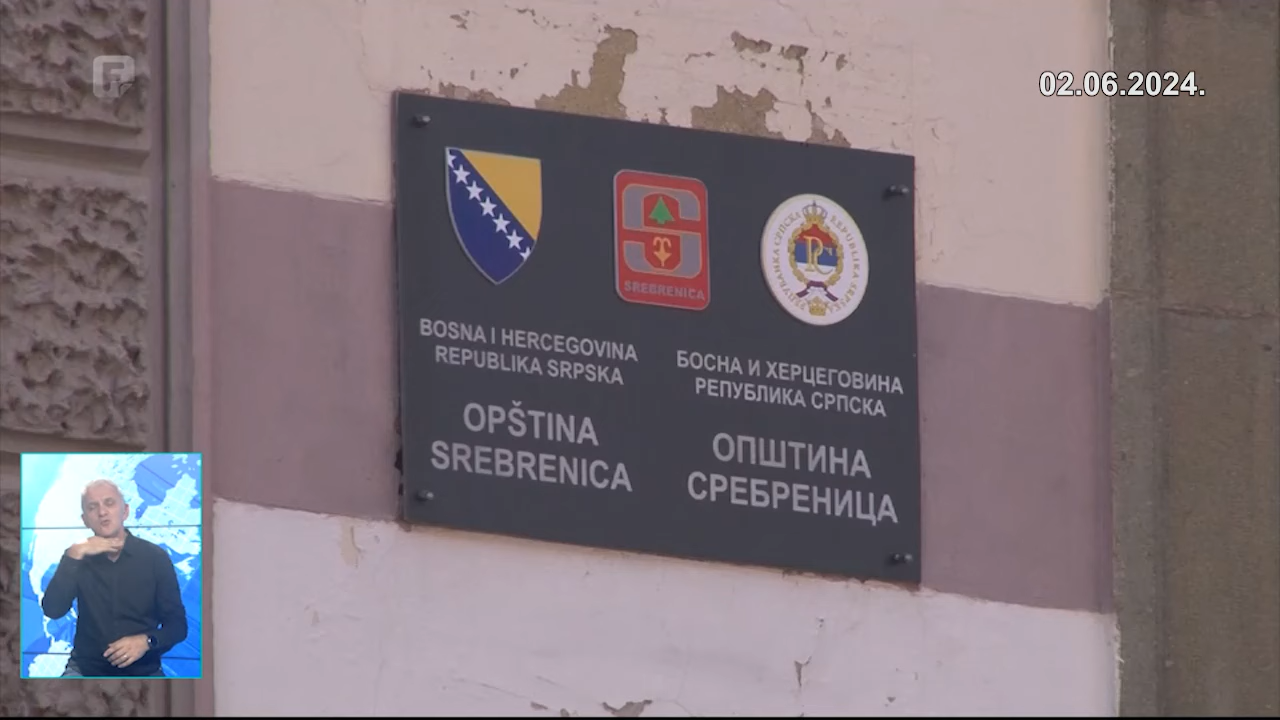 02.06.2024.
SREBRENICA
BOSNA I HERCEGOVINA
REPUBLIKA SRPSKA
OPŠTINA
SREBRENICA
БОСНА И ХЕРЦЕГОВИНА
РЕПУБЛИКА СРПСКА
ОПШТИНА
СРЕБРЕНИЦА